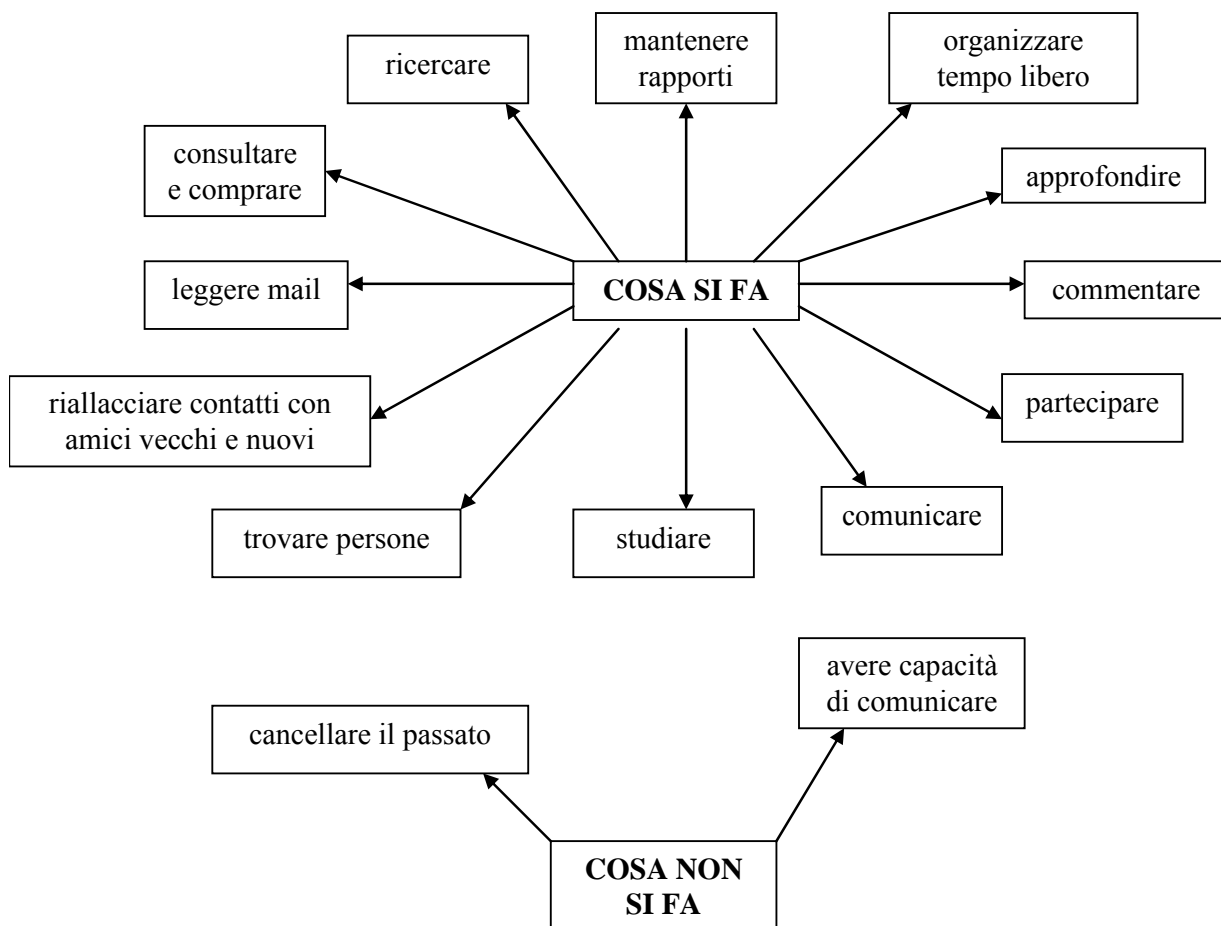 ricercare
mantenere
rapporti
organizzare
tempo libero
consultare
e comprare
approfondire
leggere mail
COSA SI FA
commentare
riallacciare contatti con
amici vecchi e nuovi
partecipare
trovare persone
studiare
comunicare
cancellare il passato
avere capacità
di comunicare
COSA NON
SI FA